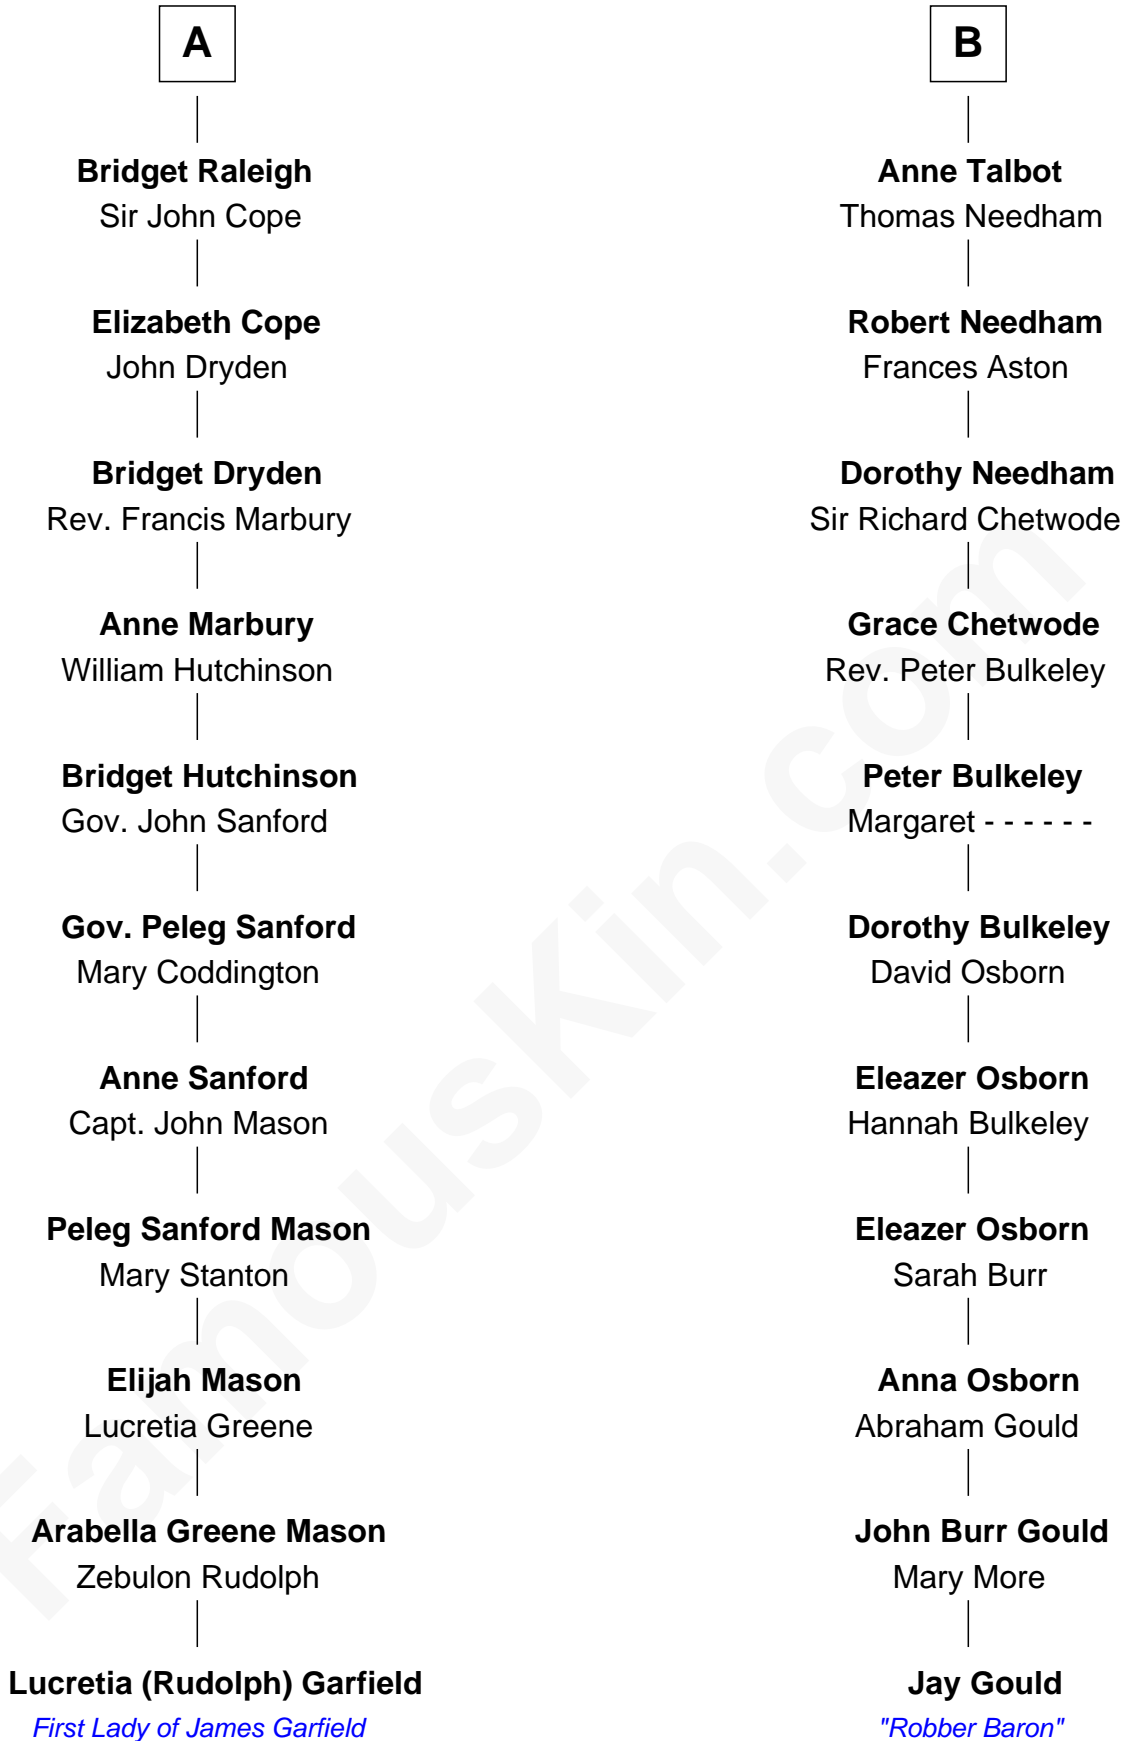 A
Bridget Raleigh
Sir John Cope
Elizabeth Cope
John Dryden
Bridget Dryden
Rev. Francis Marbury
Anne Marbury
William Hutchinson
Bridget Hutchinson
Gov. John Sanford
Gov. Peleg Sanford
Mary Coddington
Anne Sanford
Capt. John Mason
Peleg Sanford Mason
Mary Stanton
Elijah Mason
Lucretia Greene
Arabella Greene Mason
Zebulon Rudolph
Lucretia (Rudolph) Garfield
First Lady of James Garfield
B
Anne Talbot
Thomas Needham
Robert Needham
Frances Aston
Dorothy Needham
Sir Richard Chetwode
Grace Chetwode
Rev. Peter Bulkeley
Peter Bulkeley
Margaret - - - - - -
Dorothy Bulkeley
David Osborn
Eleazer Osborn
Hannah Bulkeley
Eleazer Osborn
Sarah Burr
Anna Osborn
Abraham Gould
John Burr Gould
Mary More
Jay Gould
"Robber Baron"
FamousKin.com